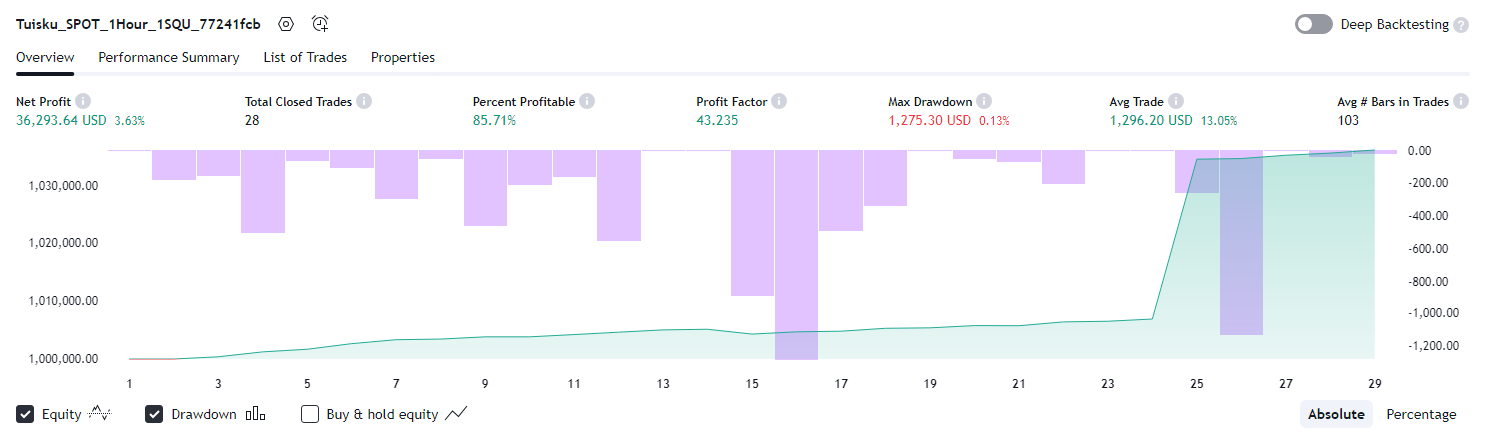 Tuisku_SPOT_1Hour_1SQU_77241fcb
Deep Backtesting ?
Overview Performance Summary List of Trades Properties
Net Profit Total Closed Trades Percent Profitable Profit Factor Max Drawdown Avg Trade Avg # Bars in Trades
36,293.64 USD 3.63% 28 85.71% 43.235 1,275.30 USD 0.13% 1,296.20 USD 13.05% 103
0.00
1,030,000.00 -200.00
-400.00
1,020,000.00 -600.00
-800.00
1,010,000.00 -1,000.00
1,000,000.00 -1,200.00
1 3 5 7 9 11 13 15 17 19 21 23 25 27 29
Equity Drawdown Buy & hold equity Absolute Percentage